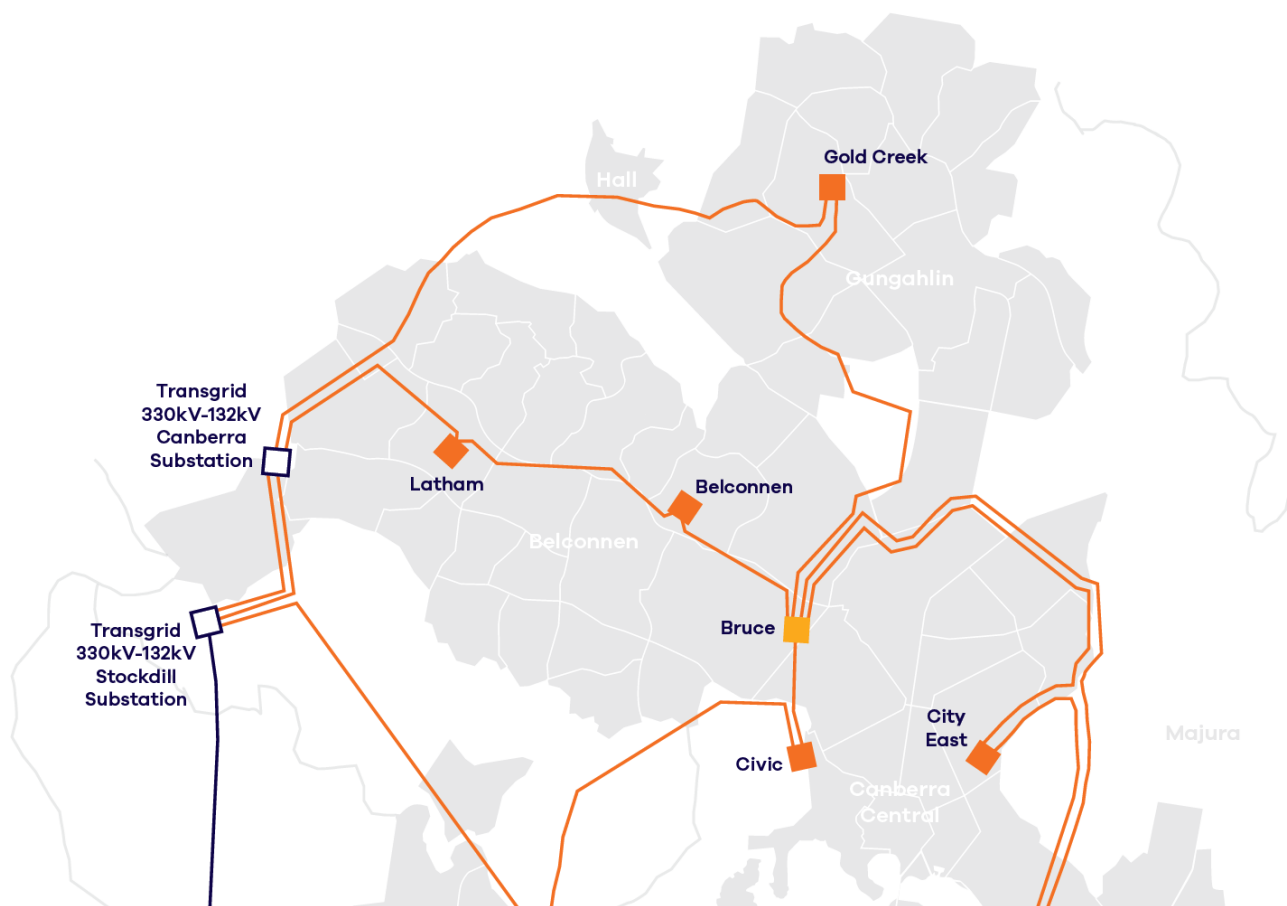 Gold Creek
Hall
Gungahlin
Transgrid
330kV-132kV
Canberra
Substation
Latham
Belconnen
Belconnen
Bruce
Transgrid
330kV-132kV
Stockdill
Substation
City
East
Majura
Civic
Canberra
Central